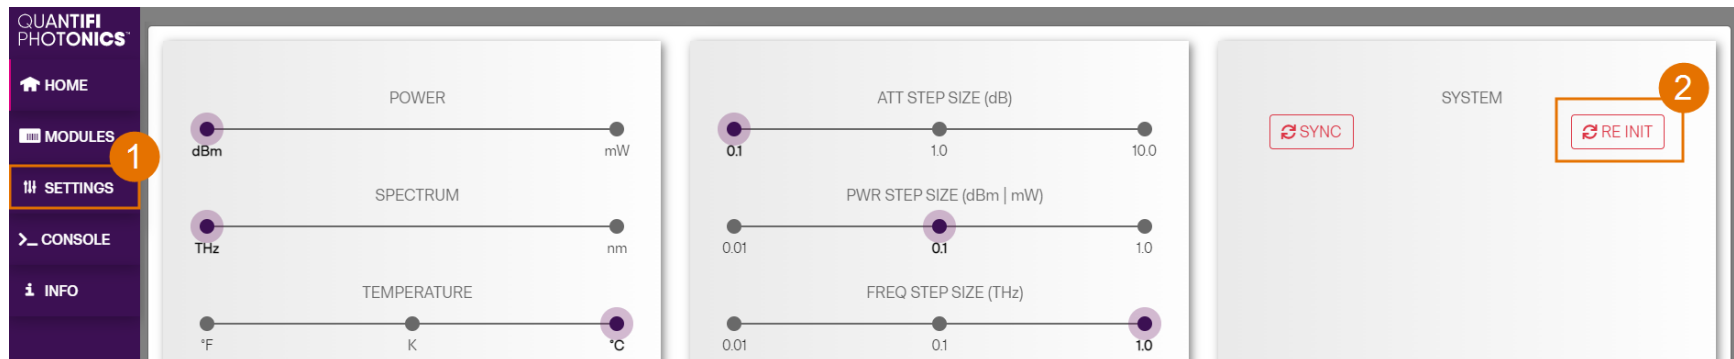 QUANTIFI
PHOTONICS™
HOME
MODULES
1
SETTINGS
>_ CONSOLE
i INFO
POWER
dBm mW
SPECTRUM
THz nm
TEMPERATURE
°F K °C
ATT STEP SIZE (dB)
0.1 1.0 10.0
PWR STEP SIZE (dBm | mW)
0.01 0.1 1.0
FREQ STEP SIZE (THz)
0.01 0.1 1.0
SYSTEM
2
SYNC RE INIT